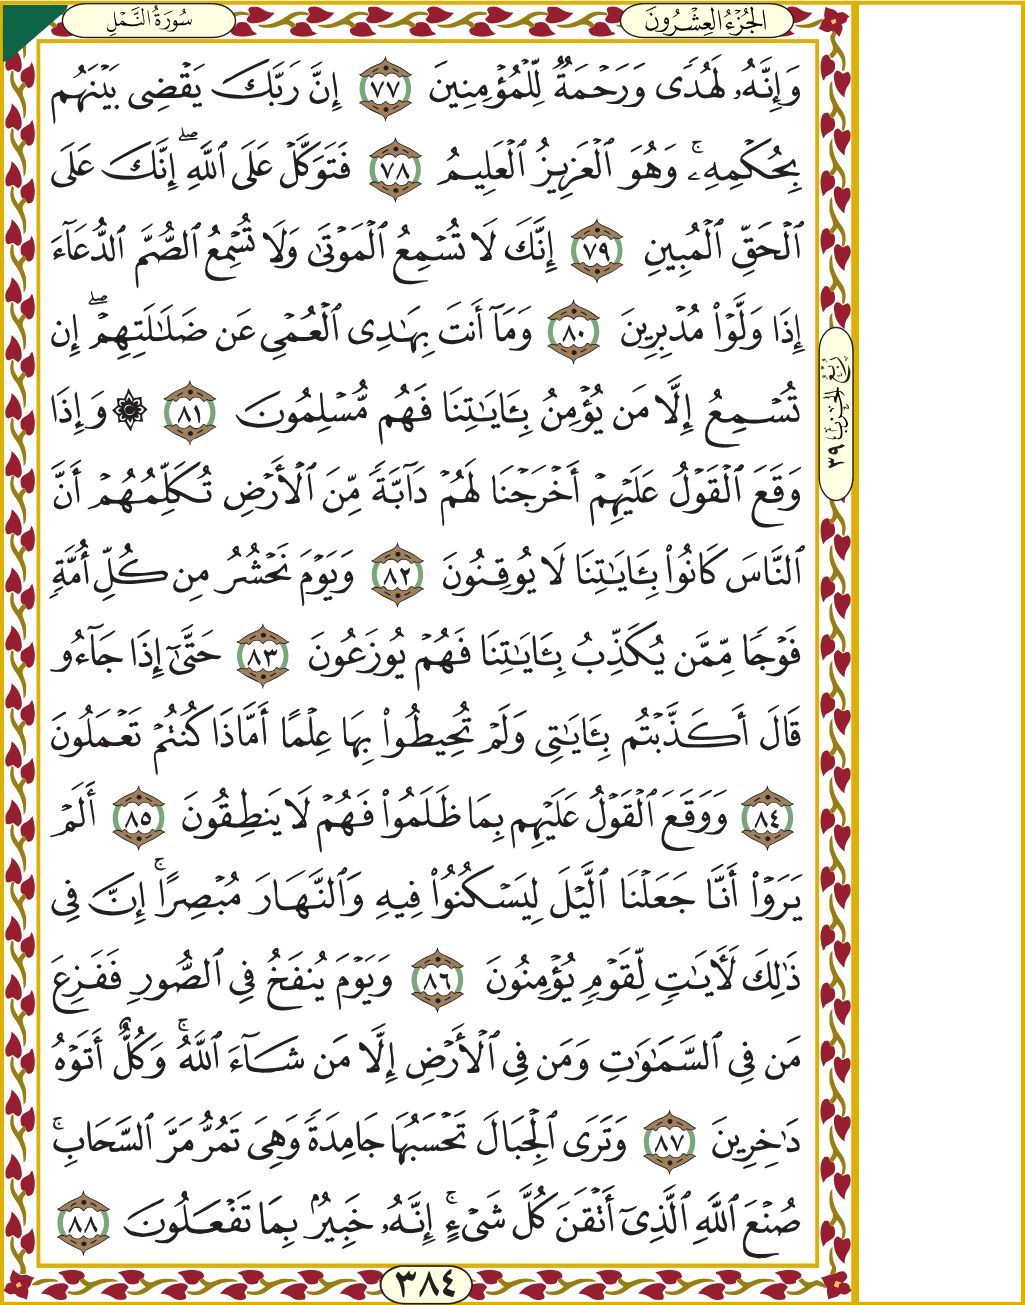 سُورَةُ النَّمْلِ
الجُزْءُ العِشْرُونَ
وَإِنَّهُۥ لَهُدًى وَرَحْمَةٌ لِّلْمُؤْمِنِينَ ٧٧ إِنَّ رَبَّكَ يَقْضِى بَيْنَهُم
بِحُكْمِهِۦۚ وَهُوَ ٱلْعَزِيزُ ٱلْعَلِيمُ ٧٨ فَتَوَكَّلْ عَلَى ٱللَّهِۖ إِنَّكَ عَلَى
ٱلْحَقِّ ٱلْمُبِينِ ٧٩ إِنَّكَ لَا تُسْمِعُ ٱلْمَوْتَىٰ وَلَا تُسْمِعُ ٱلصُّمَّ ٱلدُّعَآءَ
إِذَا وَلَّوْا۟ مُدْبِرِينَ ٨٠ وَمَآ أَنتَ بِهَٰدِى ٱلْعُمْىِ عَن ضَلَٰلَتِهِمْۖ إِن
تُسْمِعُ إِلَّا مَن يُؤْمِنُ بِـَٔايَٰتِنَا فَهُم مُّسْلِمُونَ ٨١ ۞ وَإِذَا
وَقَعَ ٱلْقَوْلُ عَلَيْهِمْ أَخْرَجْنَا لَهُمْ دَآبَّةً مِّنَ ٱلْأَرْضِ تُكَلِّمُهُمْ أَنَّ
ٱلنَّاسَ كَانُوا۟ بِـَٔايَٰتِنَا لَا يُوقِنُونَ ٨٢ وَيَوْمَ نَحْشُرُ مِن كُلِّ أُمَّةٍ
فَوْجًا مِّمَّن يُكَذِّبُ بِـَٔايَٰتِنَا فَهُمْ يُوزَعُونَ ٨٣ حَتَّىٰٓ إِذَا جَآءُو
قَالَ أَكَذَّبْتُم بِـَٔايَٰتِى وَلَمْ تُحِيطُوا۟ بِهَا عِلْمًا أَمَّاذَا كُنتُمْ تَعْمَلُونَ
٨٤ وَوَقَعَ ٱلْقَوْلُ عَلَيْهِم بِمَا ظَلَمُوا۟ فَهُمْ لَا يَنطِقُونَ ٨٥ أَلَمْ
يَرَوْا۟ أَنَّا جَعَلْنَا ٱلَّيْلَ لِيَسْكُنُوا۟ فِيهِ وَٱلنَّهَارَ مُبْصِرًاۚ إِنَّ فِى
ذَٰلِكَ لَـَٔايَٰتٍ لِّقَوْمٍ يُؤْمِنُونَ ٨٦ وَيَوْمَ يُنفَخُ فِى ٱلصُّورِ فَفَزِعَ
مَن فِى ٱلسَّمَٰوَٰتِ وَمَن فِى ٱلْأَرْضِ إِلَّا مَن شَآءَ ٱللَّهُۚ وَكُلٌّ أَتَوْهُ
دَٰخِرِينَ ٨٧ وَتَرَى ٱلْجِبَالَ تَحْسَبُهَا جَامِدَةً وَهِىَ تَمُرُّ مَرَّ ٱلسَّحَابِۚ
صُنْعَ ٱللَّهِ ٱلَّذِىٓ أَتْقَنَ كُلَّ شَىْءٍۚ إِنَّهُۥ خَبِيرٌۢ بِمَا تَفْعَلُونَ ٨٨
رُبْعُ الحِزْبِ ٣٩
٣٨٤